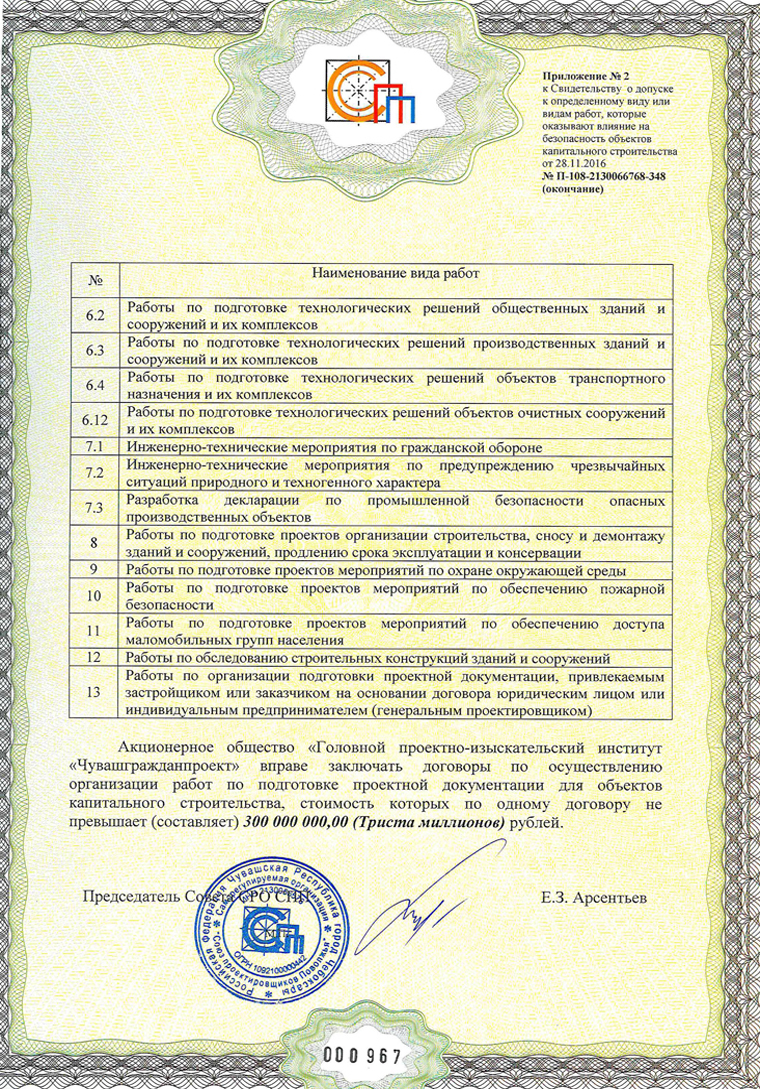 Приложение № 2
к Свидетельству о допуске
к определенному виду или
видам работ, которые
оказывают влияние на
безопасность объектов
капитального строительства
от 28.11.2016
№ П-108-2130066768-348
(окончание)
№ Наименование вида работ
6.2 Работы по подготовке технологических решений общественных зданий и
сооружений и их комплексов
6.3 Работы по подготовке технологических решений производственных зданий и
сооружений и их комплексов
6.4 Работы по подготовке технологических решений объектов транспортного
назначения и их комплексов
6.12 Работы по подготовке технологических решений объектов очистных сооружений
и их комплексов
7.1 Инженерно-технические мероприятия по гражданской обороне
7.2 Инженерно-технические мероприятия по предупреждению чрезвычайных
ситуаций природного и техногенного характера
7.3 Разработка декларации по промышленной безопасности опасных
производственных объектов
8 Работы по подготовке проектов организации строительства, сносу и демонтажу
зданий и сооружений, продлению срока эксплуатации и консервации
9 Работы по подготовке проектов мероприятий по охране окружающей среды
10 Работы по подготовке проектов мероприятий по обеспечению пожарной
безопасности
11 Работы по подготовке проектов мероприятий по обеспечению доступа
маломобильных групп населения
12 Работы по обследованию строительных конструкций зданий и сооружений
13 Работы по организации подготовки проектной документации, привлекаемым
застройщиком или заказчиком на основании договора юридическим лицом или
индивидуальным предпринимателем (генеральным проектировщиком)
Акционерное общество «Головной проектно-изыскательский институт
«Чувашгражданпроект» вправе заключать договоры по осуществлению
организации работ по подготовке проектной документации для объектов
капитального строительства, стоимость которых по одному договору не
превышает (составляет) 300 000 000,00 (Триста миллионов) рублей.
Председатель Совета СРО СПП Е.З. Арсентьев
Российская Федерация Чувашская Республика город Чебоксары
Саморегулируемая организация
"Союз проектировщиков Поволжья"
ОГРН 1092100000442
000967